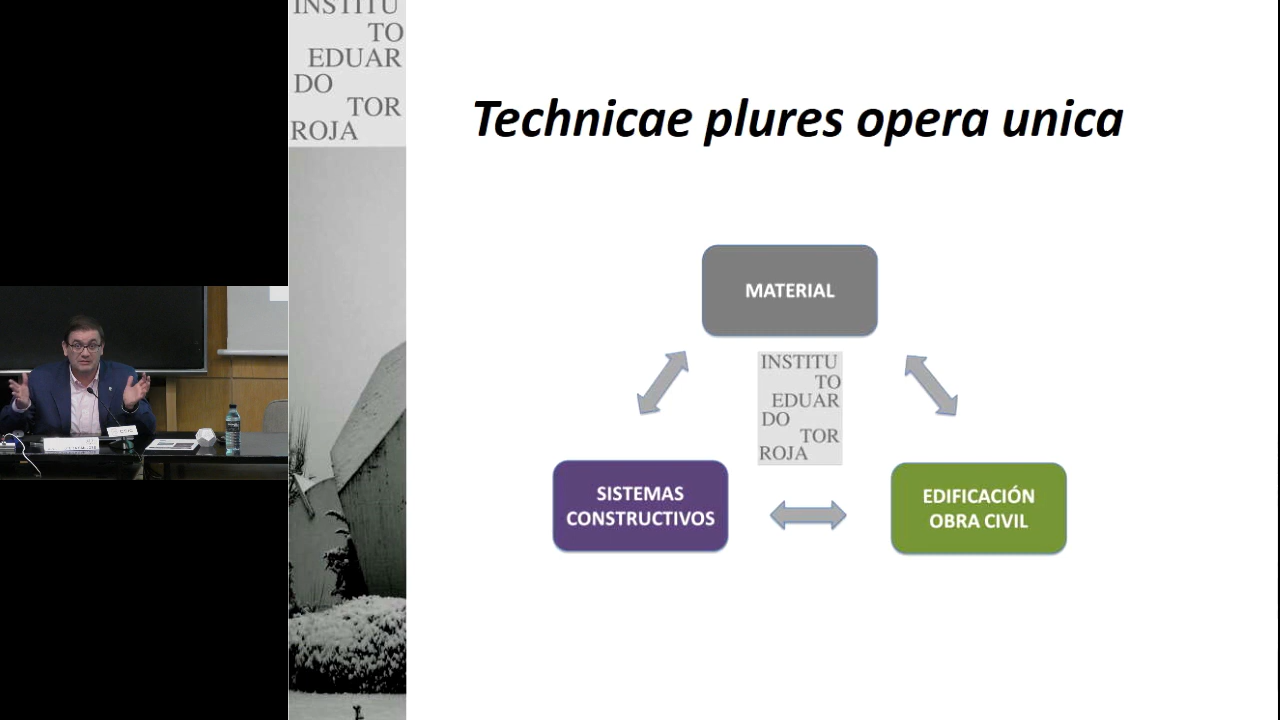 INSTITU
TO
EDUAR
DO
TOR
ROJA
Technicae plures opera unica
MATERIAL
INSTITU
TO
EDUAR
DO
TOR
ROJA
SISTEMAS
CONSTRUCTIVOS
EDIFICACIÓN
OBRA CIVIL